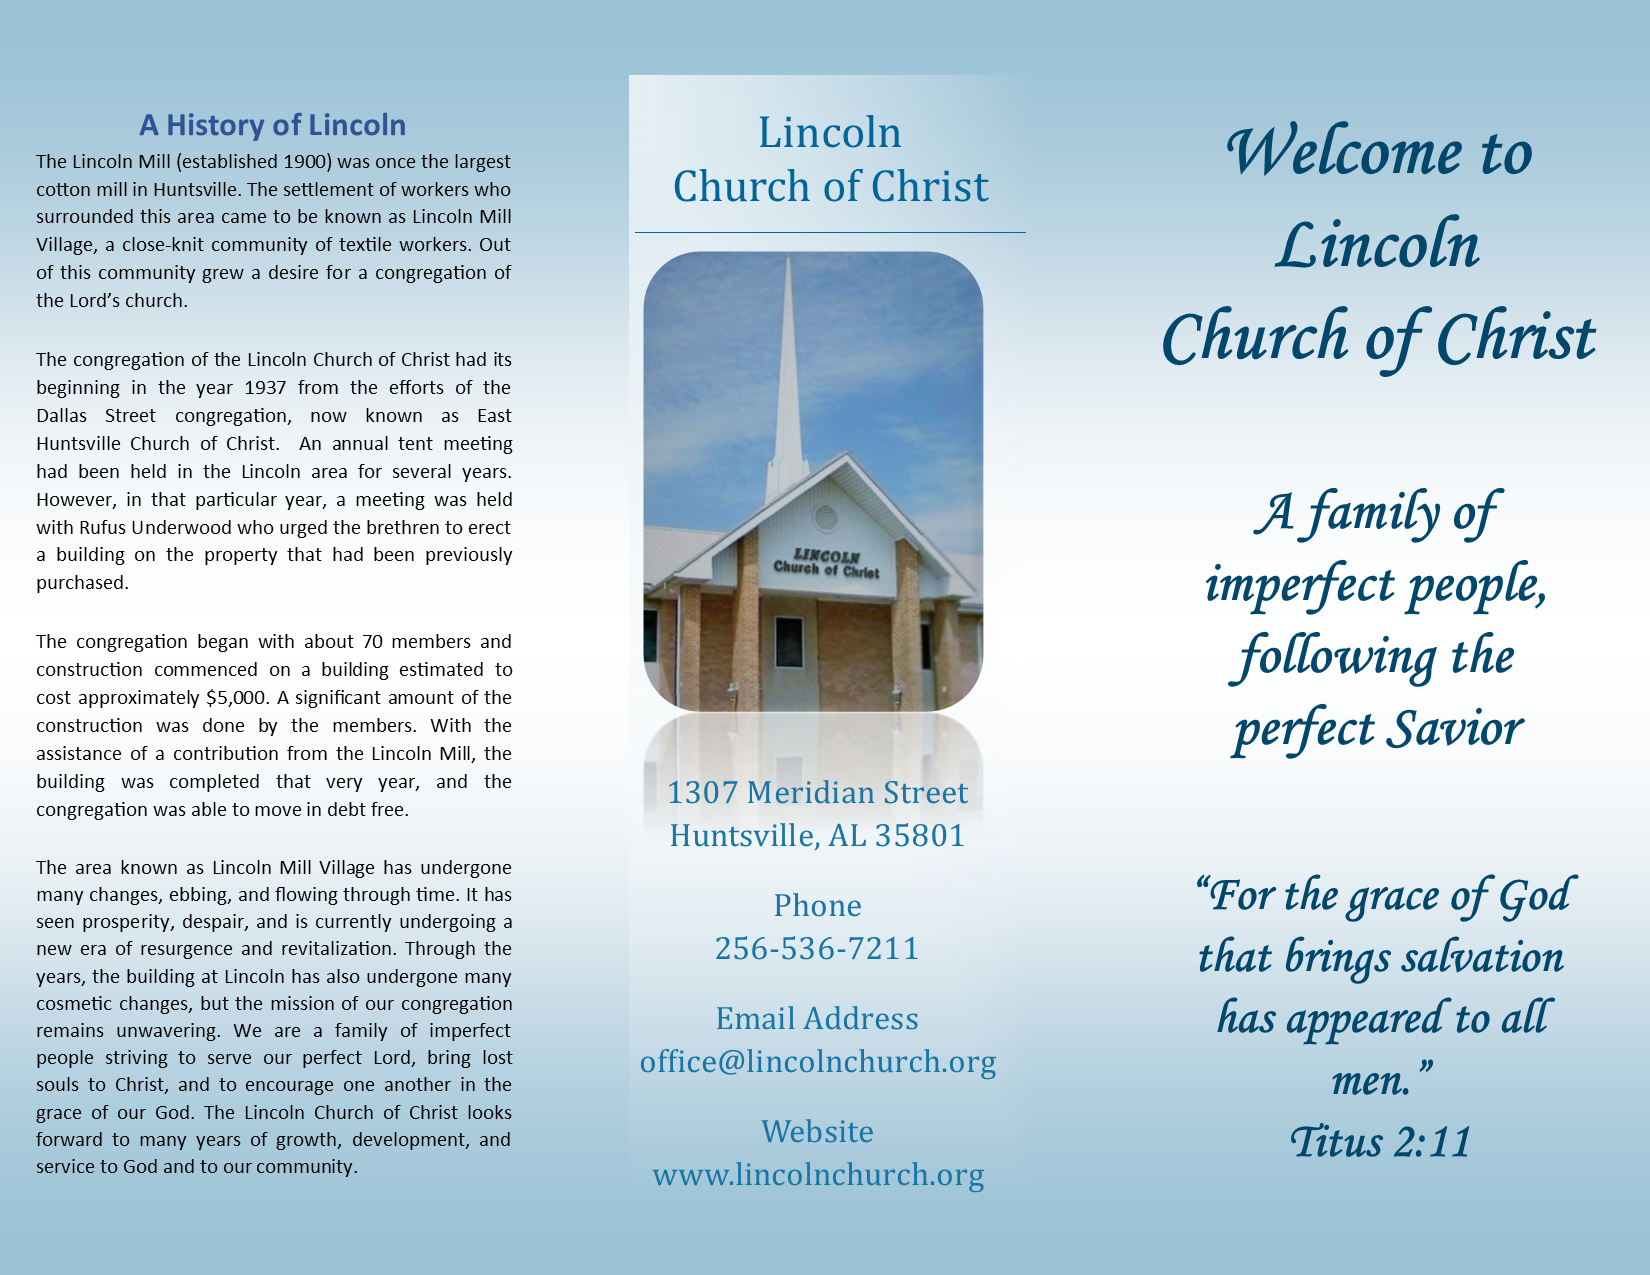 A History of Lincoln
The Lincoln Mill (established 1900) was once the largest
cotton mill in Huntsville. The settlement of workers who
surrounded this area came to be known as Lincoln Mill
Village, a close-knit community of textile workers. Out
of this community grew a desire for a congregation of
the Lord’s church.
The congregation of the Lincoln Church of Christ had its
beginning in the year 1937 from the efforts of the
Dallas Street congregation, now known as East
Huntsville Church of Christ. An annual tent meeting
had been held in the Lincoln area for several years.
However, in that particular year, a meeting was held
with Rufus Underwood who urged the brethren to erect
a building on the property that had been previously
purchased.
The congregation began with about 70 members and
construction commenced on a building estimated to
cost approximately $5,000. A significant amount of the
construction was done by the members. With the
assistance of a contribution from the Lincoln Mill, the
building was completed that very year, and the
congregation was able to move in debt free.
The area known as Lincoln Mill Village has undergone
many changes, ebbing, and flowing through time. It has
seen prosperity, despair, and is currently undergoing a
new era of resurgence and revitalization. Through the
years, the building at Lincoln has also undergone many
cosmetic changes, but the mission of our congregation
remains unwavering. We are a family of imperfect
people striving to serve our perfect Lord, bring lost
souls to Christ, and to encourage one another in the
grace of our God. The Lincoln Church of Christ looks
forward to many years of growth, development, and
service to God and to our community.
Lincoln
Church of Christ
LINCOLN
Church of Christ
1307 Meridian Street
Huntsville, AL 35801
Phone
256-536-7211
Email Address
office@lincolnchurch.org
Website
www.lincolnchurch.org
Welcome to
Lincoln
Church of Christ
A family of
imperfect people,
following the
perfect Savior
“For the grace of God
that brings salvation
has appeared to all
men.”
Titus 2:11